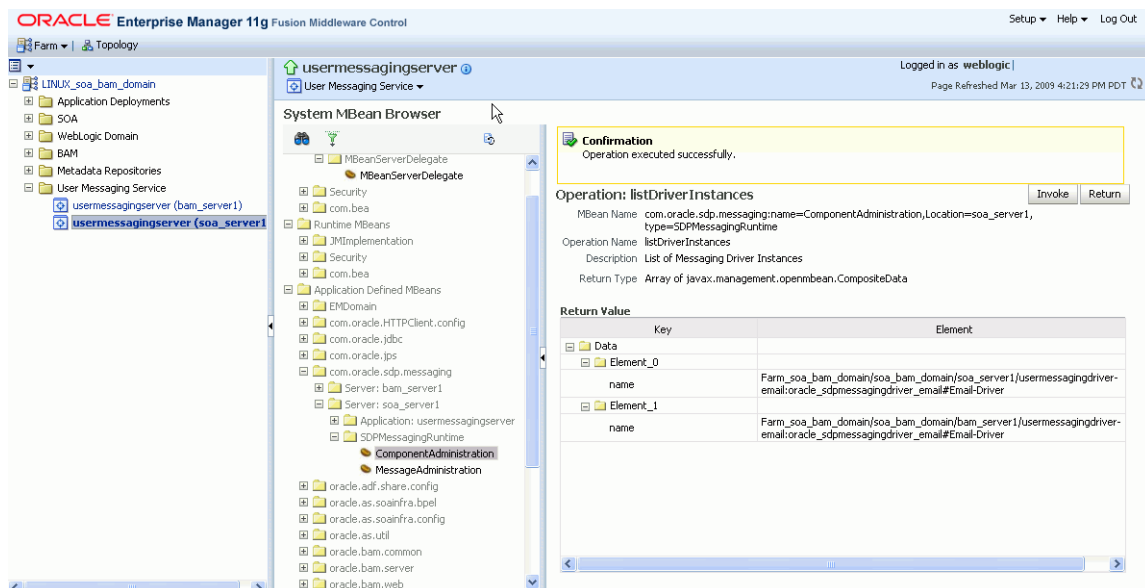 ORACLE Enterprise Manager 11g Fusion Middleware Control
Setup Help Log Out
Farm | Topology
LINUX_soa_bam_domain
Application Deployments
SOA
WebLogic Domain
BAM
Metadata Repositories
User Messaging Service
usermessagingserver (bam_server1)
usermessagingserver (soa_server1
usermessagingserver
User Messaging Service
Logged in as weblogic|
Page Refreshed Mar 13, 2009 4:21:29 PM PDT
System MBean Browser
MBeanServerDelegate
MBeanServerDelegate
Security
com.bea
Runtime MBeans
JMImplementation
Security
com.bea
Application Defined MBeans
EMDomain
com.oracle.HTTPClient.config
com.oracle.jdbc
com.oracle.jps
com.oracle.sdp.messaging
Server: bam_server1
Server: soa_server1
Application: usermessagingserver
SDPMessagingRuntime
ComponentAdministration
MessageAdministration
oracle.adf.share.config
oracle.as.soainfra.bpel
oracle.as.soainfra.config
oracle.as.util
oracle.bam.common
oracle.bam.server
oracle.bam.web
Confirmation
Operation executed successfully.
Operation: listDriverInstances
Invoke Return
MBean Name com.oracle.sdp.messaging:name=ComponentAdministration,Location=soa_server1,
type=SDPMessagingRuntime
Operation Name listDriverInstances
Description List of Messaging Driver Instances
Return Type Array of javax.management.openmbean.CompositeData
Return Value
Key Element
Data
Element_0
name Farm_soa_bam_domain/soa_bam_domain/soa_server1/usermessagingdriver-
email:oracle_sdpmessagingdriver_email#Email-Driver
Element_1
name Farm_soa_bam_domain/soa_bam_domain/bam_server1/usermessagingdriver-
email:oracle_sdpmessagingdriver_email#Email-Driver